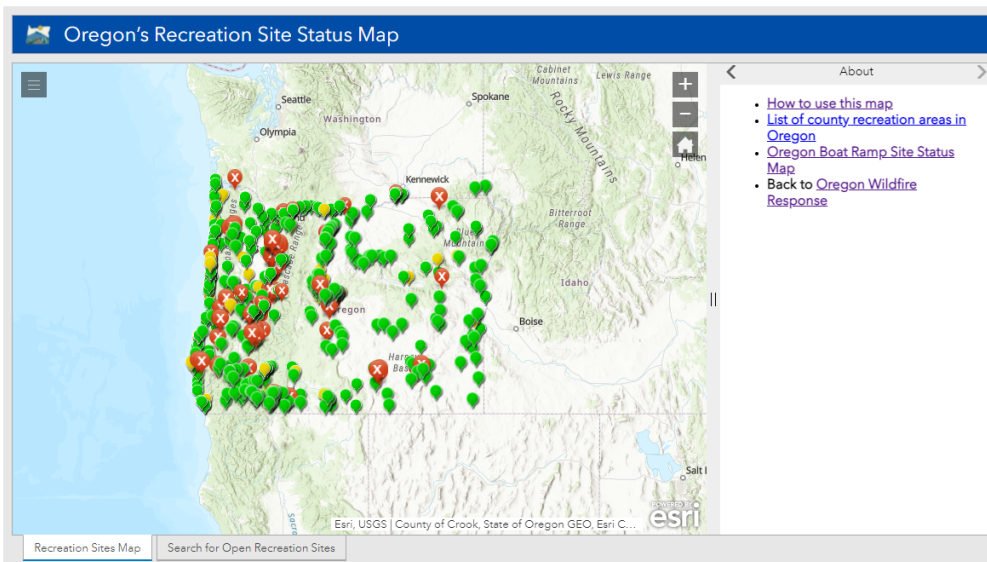 Oregon's Recreation Site Status Map
Cabinet
Mountains
Lewis Range
Seattle
Spokane
Washington
Rocky Mountains
Olympia
Helen
Kennewick
Bitterroot
Range
Blue
Mountain
Idaho
Boise
Salt
Esri, USGS | County of Crook, State of Oregon GEO, Esri C...
POWERED BY
esri
About
How to use this map
List of county recreation areas in
Oregon
Oregon Boat Ramp Site Status
Map
Back to Oregon Wildfire
Response
Recreation Sites Map
Search for Open Recreation Sites